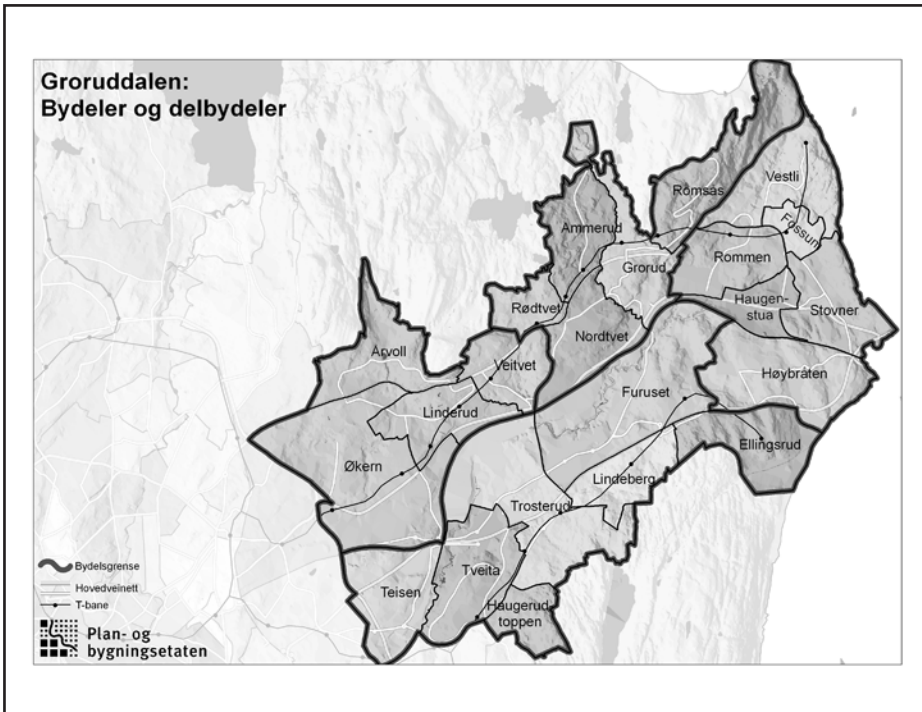 Groruddalen:
Bydeler og delbydeler
Romsås
Vestli
Ammerud
Fossum
Grorud
Rommen
Rødtvet
Haugen-
stua
Stovner
Nordtvet
Årvoll
Veitvet
Høybråten
Furuset
Linderud
Ellingsrud
Økern
Lindeberg
Trosterud
Tveita
Teisen
Haugerud
toppen
Bydelsgrense
Hovedveinett
T-bane
Plan- og
bygningsetaten